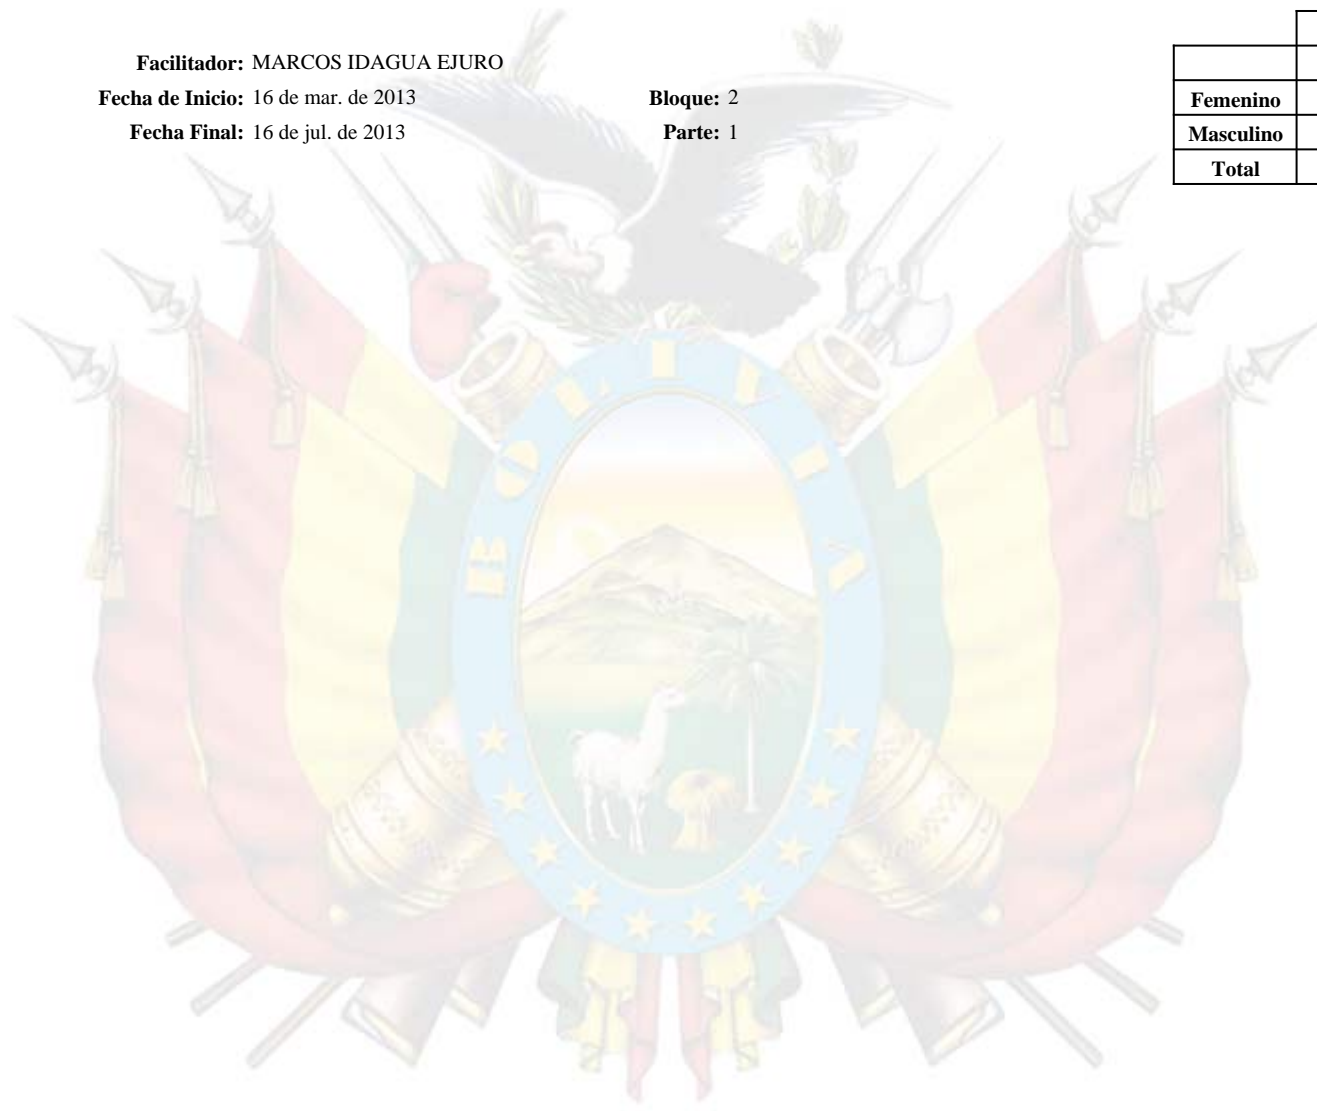 Facilitador: MARCOS IDAGUA EJURO
Fecha de Inicio: 16 de mar. de 2013 Bloque: 2
Fecha Final: 16 de jul. de 2013 Parte: 1
Femenino
Masculino
Total
BOLIVIA